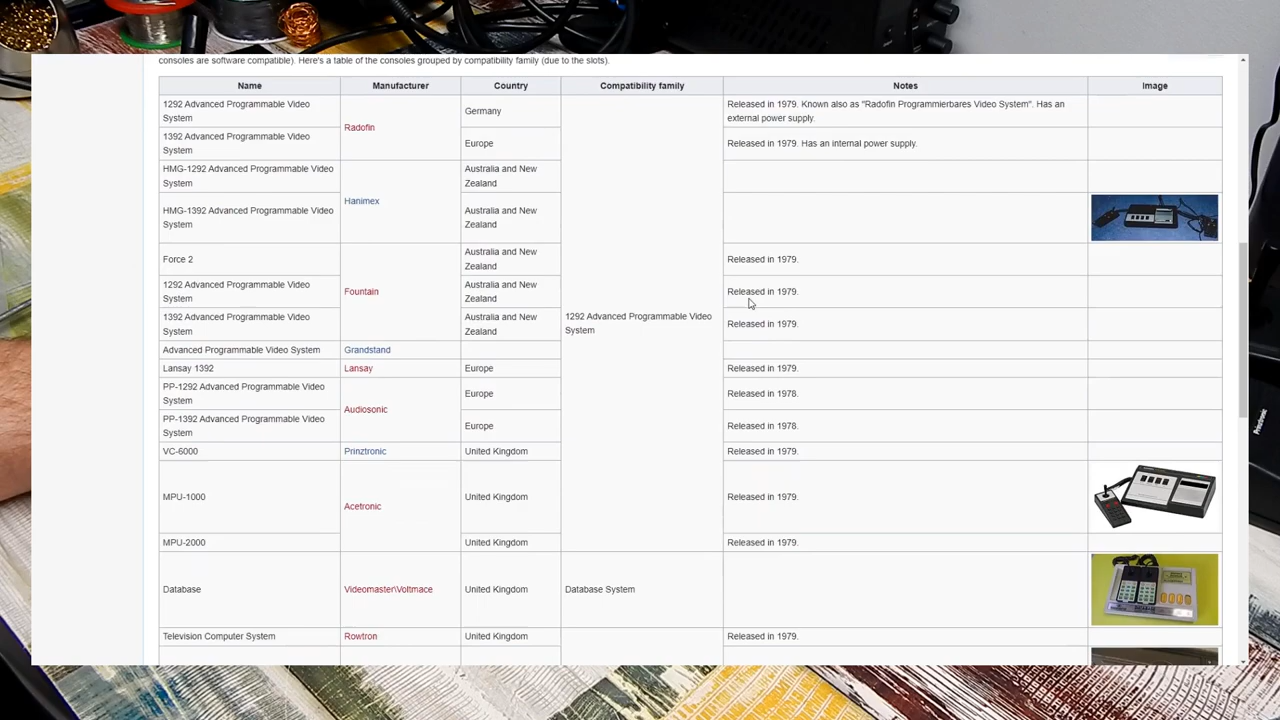 consoles are software compatible). Here's a table of the consoles grouped by compatibility family (due to the slots).
Name Manufacturer Country Compatibility family Notes Image
1292 Advanced Programmable Video
System
Radofin
Germany
Released in 1979. Known also as "Radofin Programmierbares Video System". Has an
external power supply.
1392 Advanced Programmable Video
System
Europe
Released in 1979. Has an internal power supply.
HMG-1292 Advanced Programmable Video
System
Hanimex
Australia and New
Zealand
HMG-1392 Advanced Programmable Video
System
Australia and New
Zealand
Force 2
Fountain
Australia and New
Zealand
Released in 1979.
1292 Advanced Programmable Video
System
Australia and New
Zealand
1292 Advanced Programmable Video
System
Released in 1979.
1392 Advanced Programmable Video
System
Australia and New
Zealand
Released in 1979.
Advanced Programmable Video System Grandstand
Lansay 1392 Lansay Europe Released in 1979.
PP-1292 Advanced Programmable Video
System
Audiosonic
Europe
Released in 1978.
PP-1392 Advanced Programmable Video
System
Europe
Released in 1978.
VC-6000 Prinztronic United Kingdom Released in 1979.
MPU-1000 Acetronic United Kingdom Released in 1979.
MPU-2000 United Kingdom Released in 1979.
Database Videomaster\Voltmace United Kingdom Database System
Television Computer System Rowtron United Kingdom Released in 1979.
Prinztronic